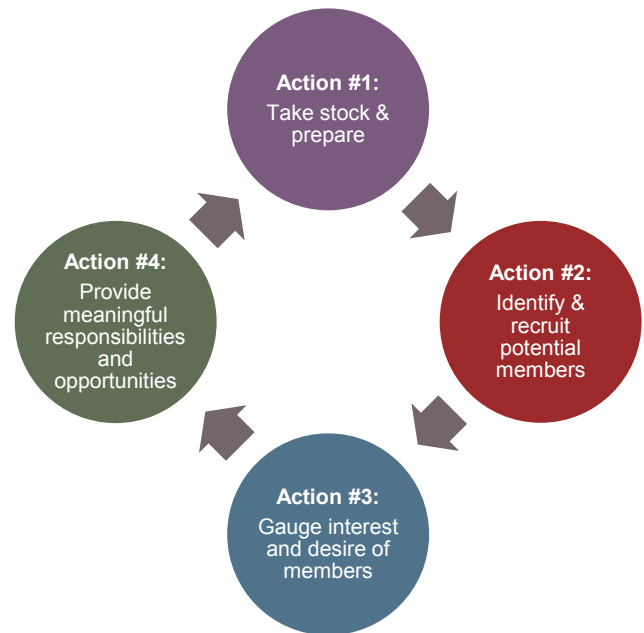 Action #1:
Take stock &
prepare
Action #2:
Identify &
recruit
potential
members
Action #3:
Gauge interest
and desire of
members
Action #4:
Provide
meaningful
responsibilities
and
opportunities